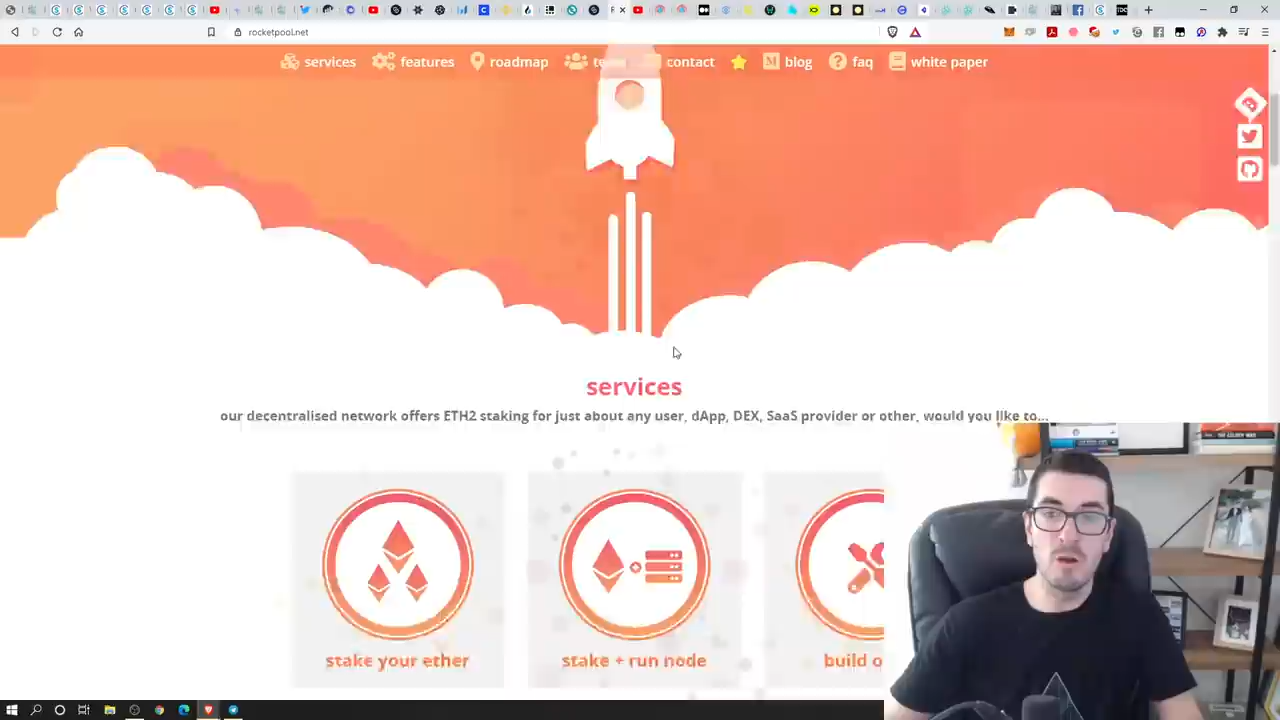 rocketpool.net
services features roadmap contact blog faq white paper
services
our decentralised network offers ETH2 staking for just about any user, dApp, DEX, SaaS provider or other, would you like to...
stake your ether
stake + run node
build o